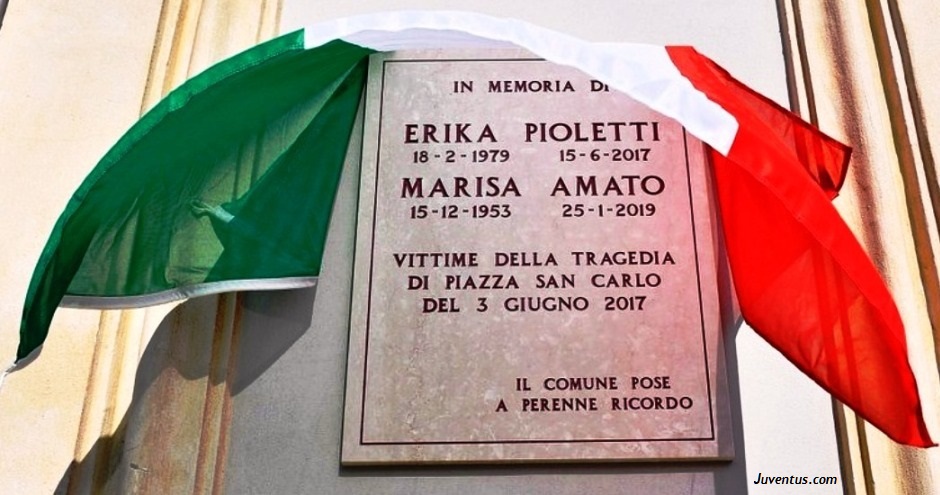 IN MEMORIA DI
ERIKA PIOLETTI
18-2-1979 15-6-2017
MARISA AMATO
15-12-1953 25-1-2019
VITTIME DELLA TRAGEDIA
DI PIAZZA SAN CARLO
DEL 3 GIUGNO 2017
IL COMUNE POSE
A PERENNE RICORDO
Juventus.com